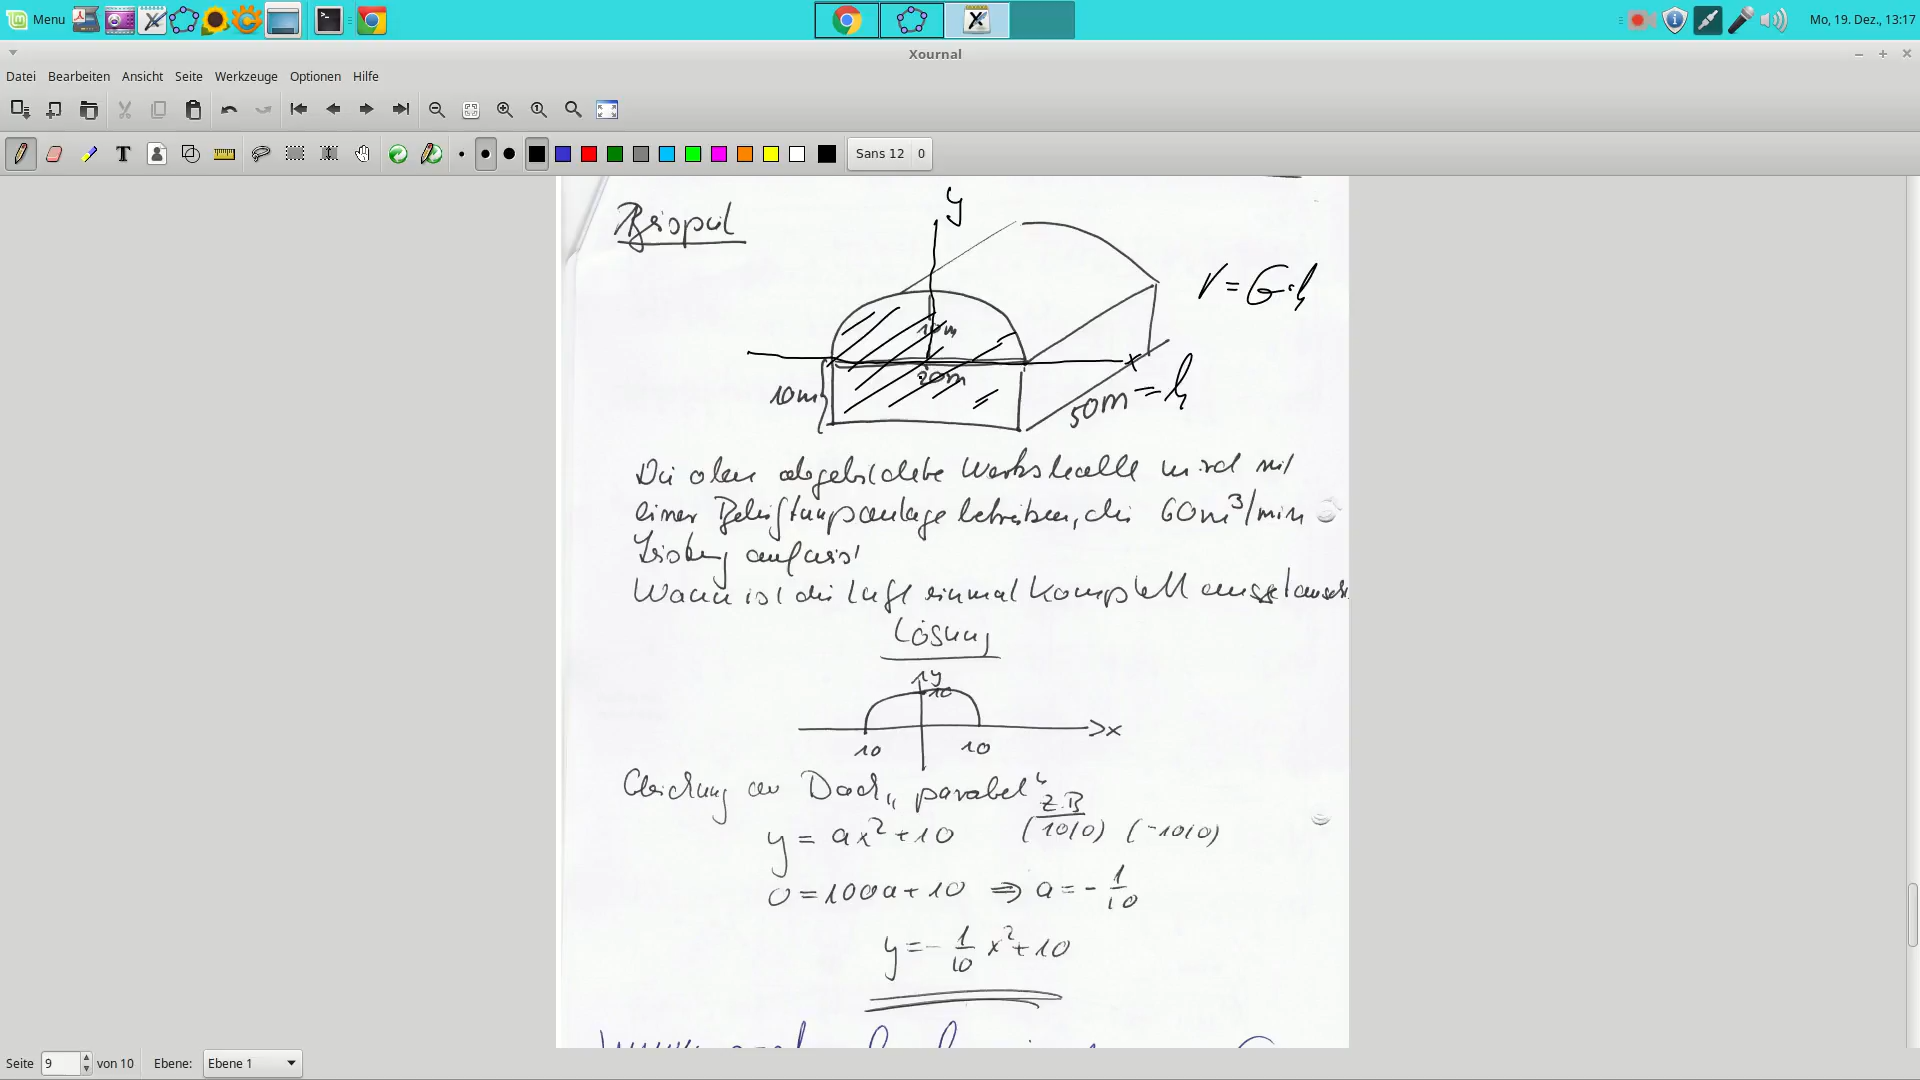 Menu
Mo, 19. Dez., 13:17
Xournal
Datei Bearbeiten Ansicht Seite Werkzeuge Optionen Hilfe
Sans 12 0
Beispiel
y
V = G·h
10m
x
20m
10m
50m = h
Die oben abgebildete Werkshalle wird mit
einer Belüftungsanlage betrieben, die 60m³/min
Leistung aufweist
Wann ist die Luft einmal komplett
Lösung
y
10
x
10 10
Gleichung der Dach„parabel“
z.B
y = ax² + 10 (10|0) (-10|0)
0 = 100a + 10 ⇒ a = - 1/10
y = - 1/10 x² + 10
Seite 9 von 10 Ebene: Ebene 1